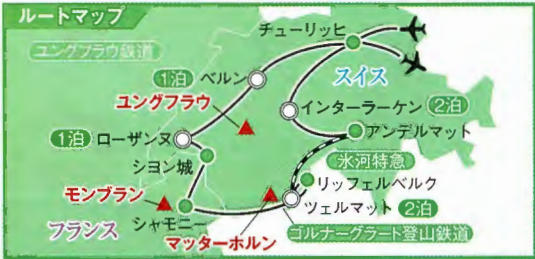 ルートマップ
チューリッヒ
ユングフラウ鉄道
1泊 ベルン
スイス
ユングフラウ
インターラーケン 2泊
1泊 ローザンヌ
アンデルマット
シヨン城
氷河特急
リッフェルベルク
モンブラン
ツェルマット 2泊
シャモニー
フランス
マッターホルン
ゴルナーグラート登山鉄道